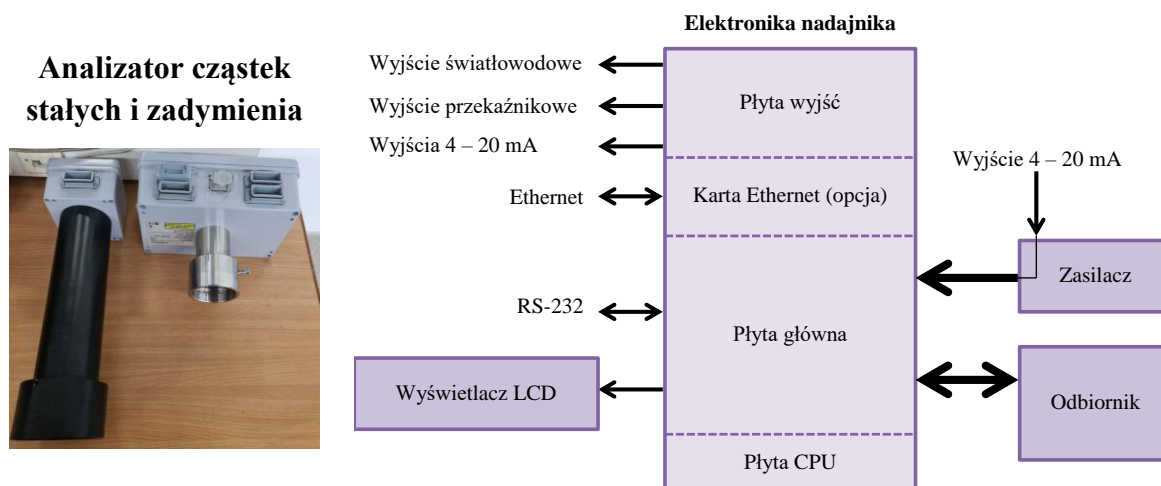 Analizator cząstek
stałych i zadymienia
Elektronika nadajnika
Wyjście światłowodowe
Wyjście przekaźnikowe
Wyjścia 4 – 20 mA
Ethernet
RS-232
Wyświetlacz LCD
Płyta wyjść
Karta Ethernet (opcja)
Płyta główna
Płyta CPU
Wyjście 4 – 20 mA
Zasilacz
Odbiornik